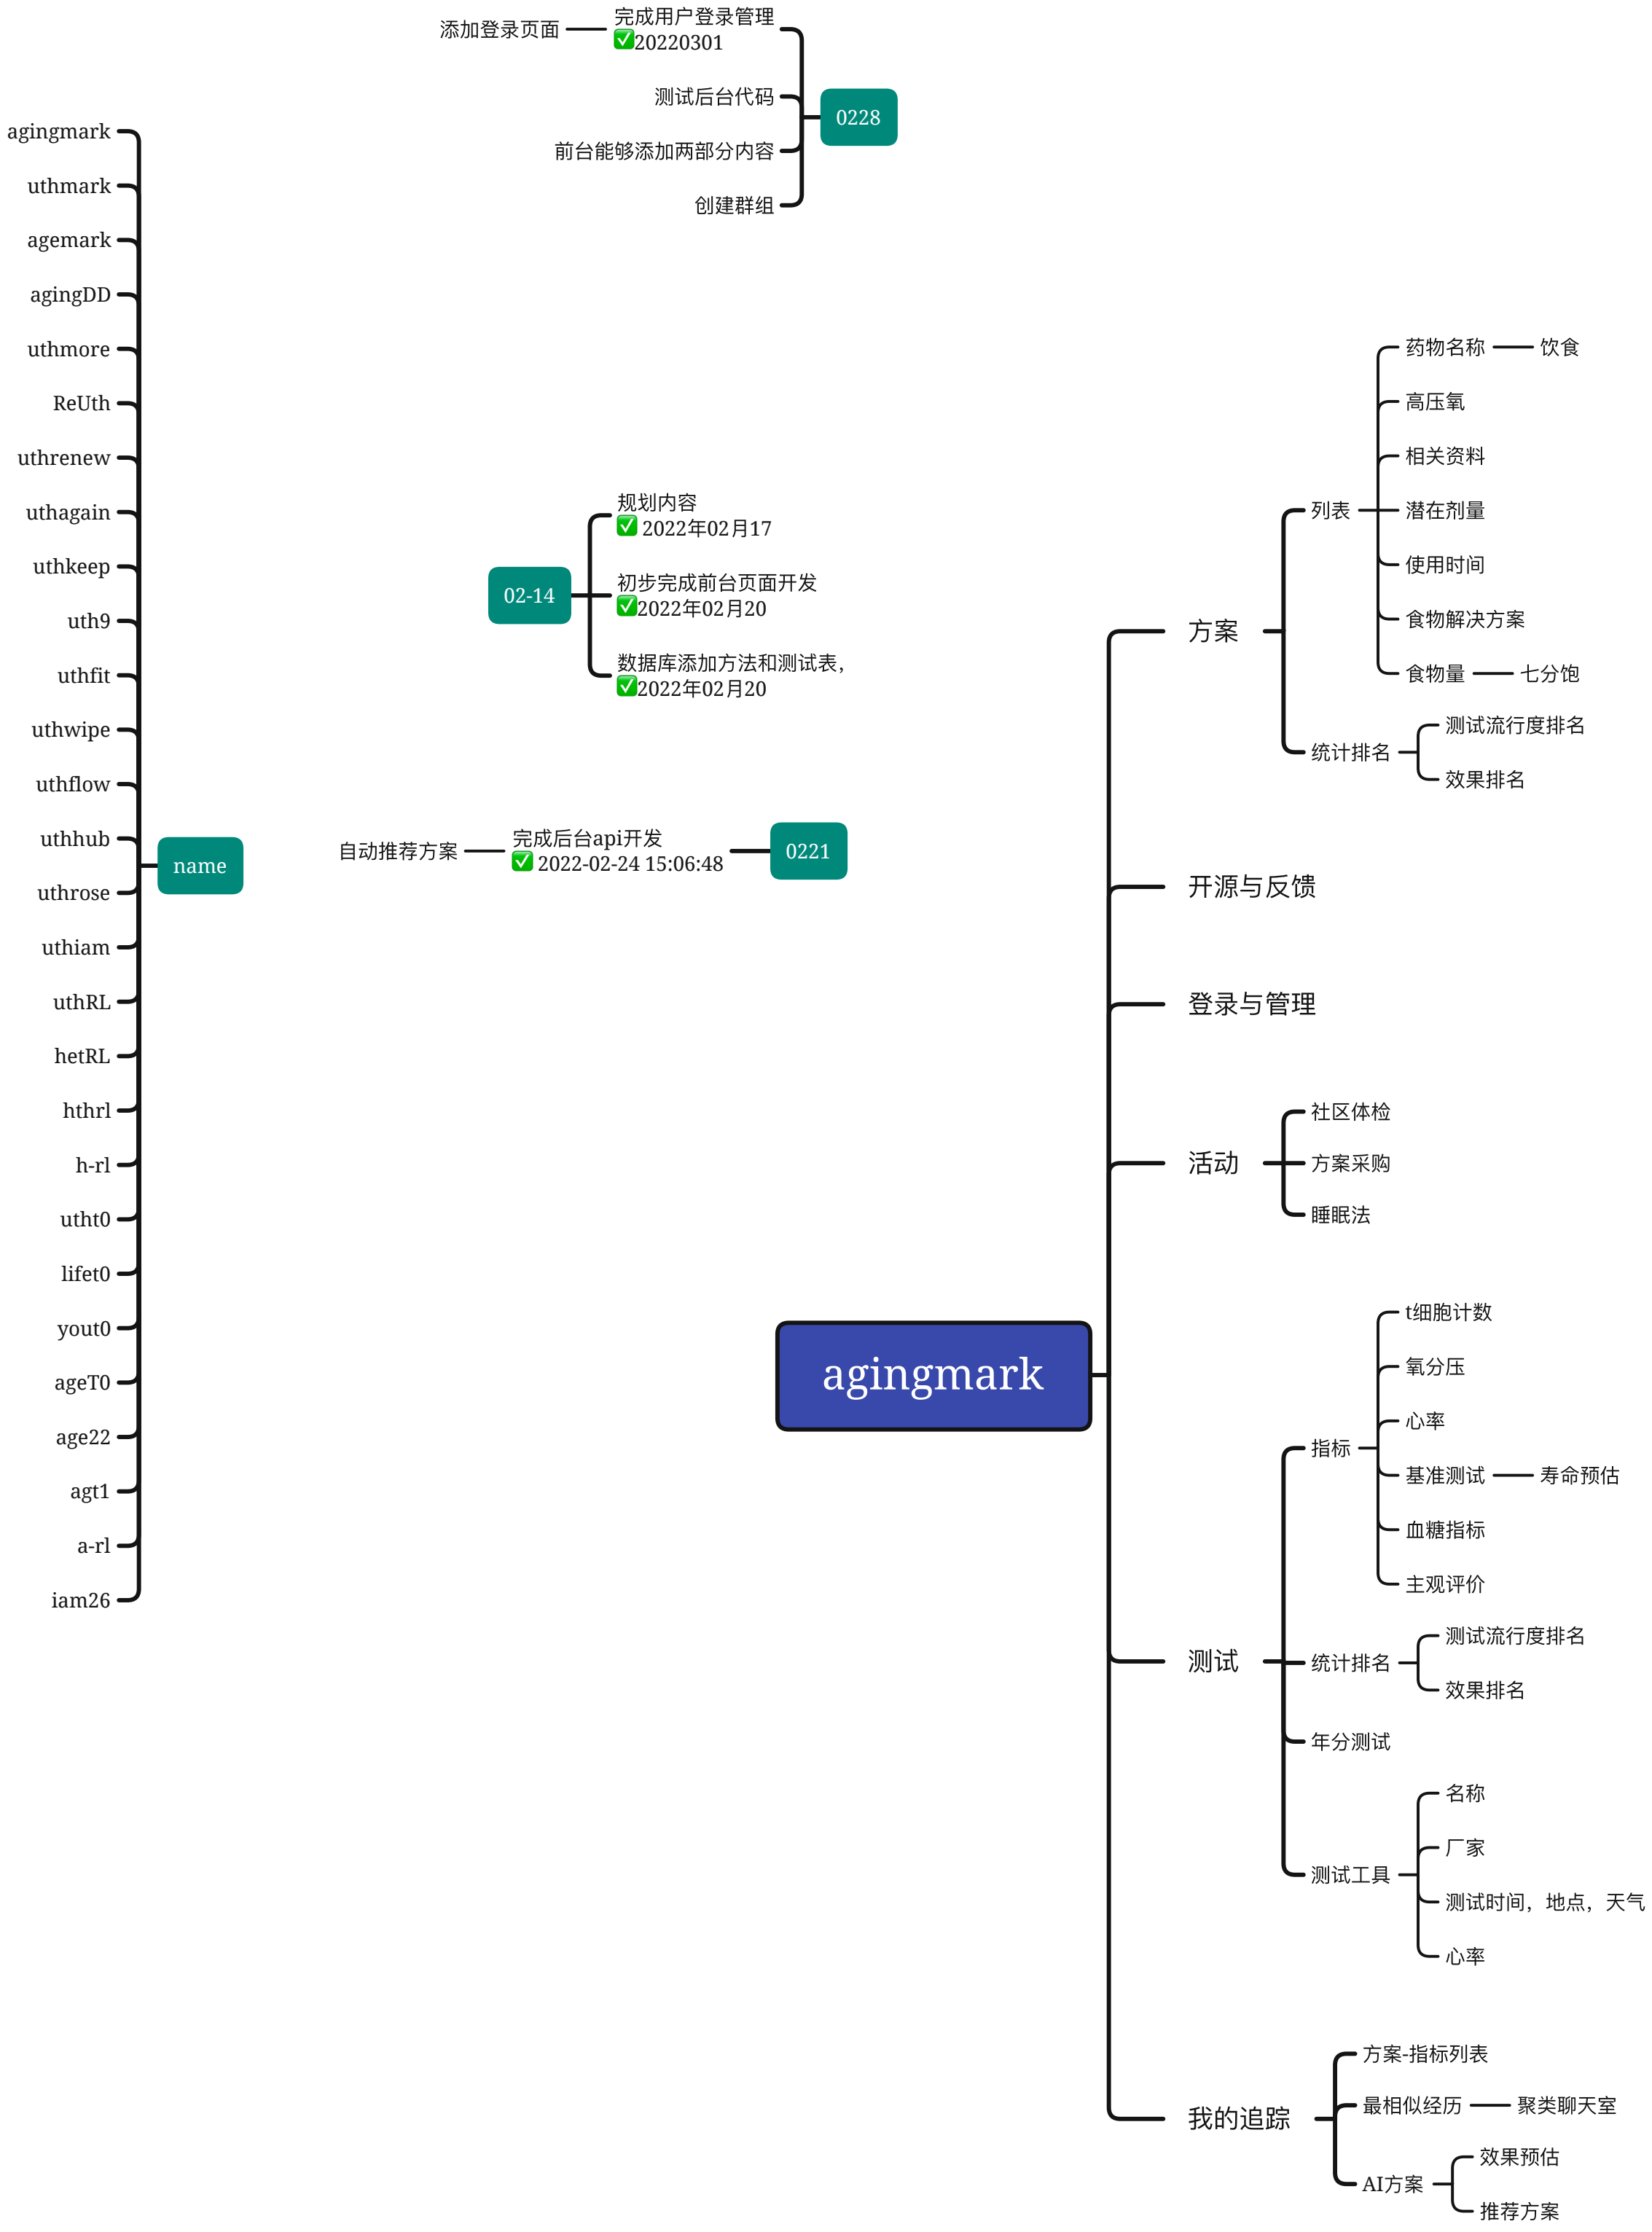 添加登录页面
完成用户登录管理
✅20220301
测试后台代码
前台能够添加两部分内容
创建群组
0228
agingmark
uthmark
agemark
agingDD
uthmore
ReUth
uthrenew
uthagain
uthkeep
uth9
uthfit
uthwipe
uthflow
uthhub
uthrose
uthiam
uthRL
hetRL
hthrl
h-rl
utht0
lifet0
yout0
ageT0
age22
agt1
a-rl
iam26
name
02-14
规划内容
✅ 2022年02月17
初步完成前台页面开发
✅2022年02月20
数据库添加方法和测试表，
✅2022年02月20
自动推荐方案
完成后台api开发
✅ 2022-02-24 15:06:48
0221
agingmark
方案
列表
药物名称
饮食
高压氧
相关资料
潜在剂量
使用时间
食物解决方案
食物量
七分饱
统计排名
测试流行度排名
效果排名
开源与反馈
登录与管理
活动
社区体检
方案采购
睡眠法
测试
指标
t细胞计数
氧分压
心率
基准测试
寿命预估
血糖指标
主观评价
统计排名
测试流行度排名
效果排名
年分测试
测试工具
名称
厂家
测试时间，地点，天气
心率
我的追踪
方案-指标列表
最相似经历
聚类聊天室
AI方案
效果预估
推荐方案